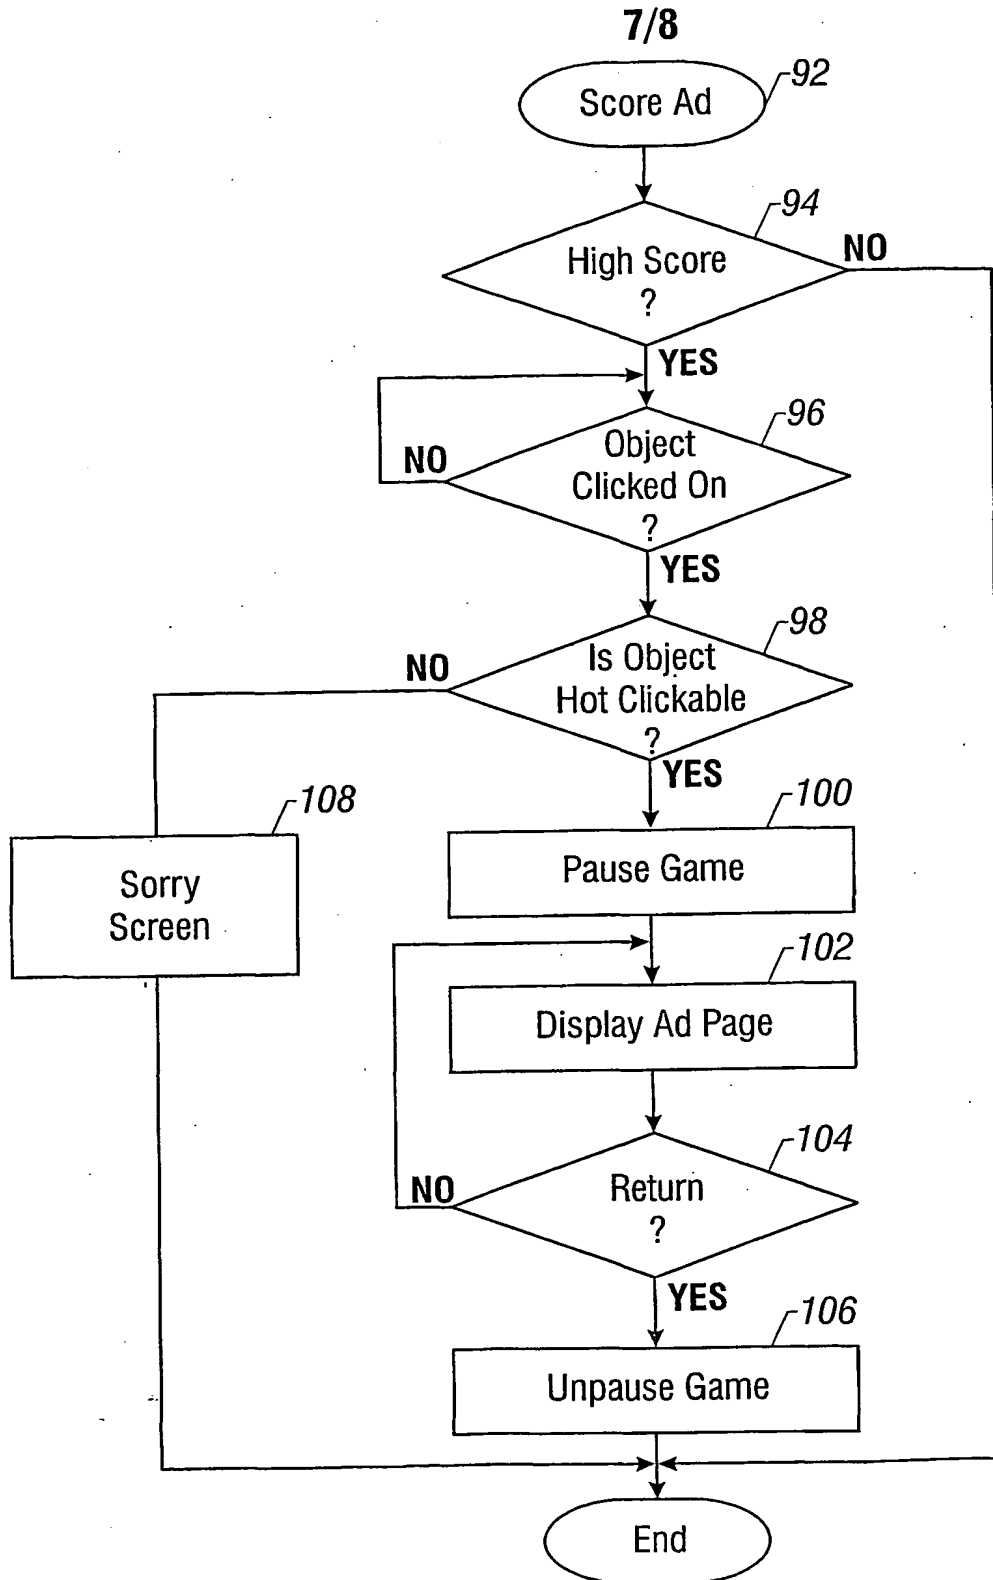 7/8
Score Ad
92
94
High Score
?
NO
YES
96
Object
Clicked On
?
NO
YES
98
Is Object
Hot Clickable
?
NO
YES
108
Sorry
Screen
100
Pause Game
102
Display Ad Page
104
Return
?
NO
YES
106
Unpause Game
End